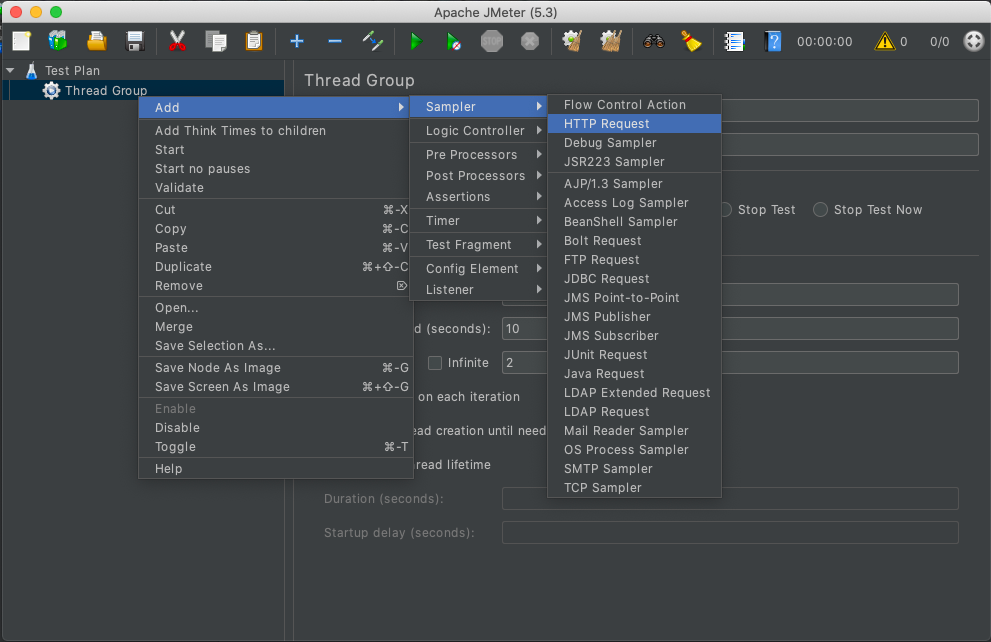 Apache JMeter (5.3)
00:00:00
0
0/0
Test Plan
Thread Group
Thread Group
Add
Add Think Times to children
Start
Start no pauses
Validate
Cut ⌘-X
Copy ⌘-C
Paste ⌘-V
Duplicate ⌘+⇧-C
Remove ⌦
Open...
Merge
Save Selection As...
Save Node As Image ⌘-G
Save Screen As Image ⌘+⇧-G
Enable
Disable
Toggle ⌘-T
Help
Sampler
Logic Controller
Pre Processors
Post Processors
Assertions
Timer
Test Fragment
Config Element
Listener
Flow Control Action
HTTP Request
Debug Sampler
JSR223 Sampler
AJP/1.3 Sampler
Access Log Sampler
BeanShell Sampler
Bolt Request
FTP Request
JDBC Request
JMS Point-to-Point
JMS Publisher
JMS Subscriber
JUnit Request
Java Request
LDAP Extended Request
LDAP Request
Mail Reader Sampler
OS Process Sampler
SMTP Sampler
TCP Sampler
Stop Test Stop Test Now
(seconds): 10
Infinite 2
on each iteration
creation until
lifetime
Duration (seconds):
Startup delay (seconds):